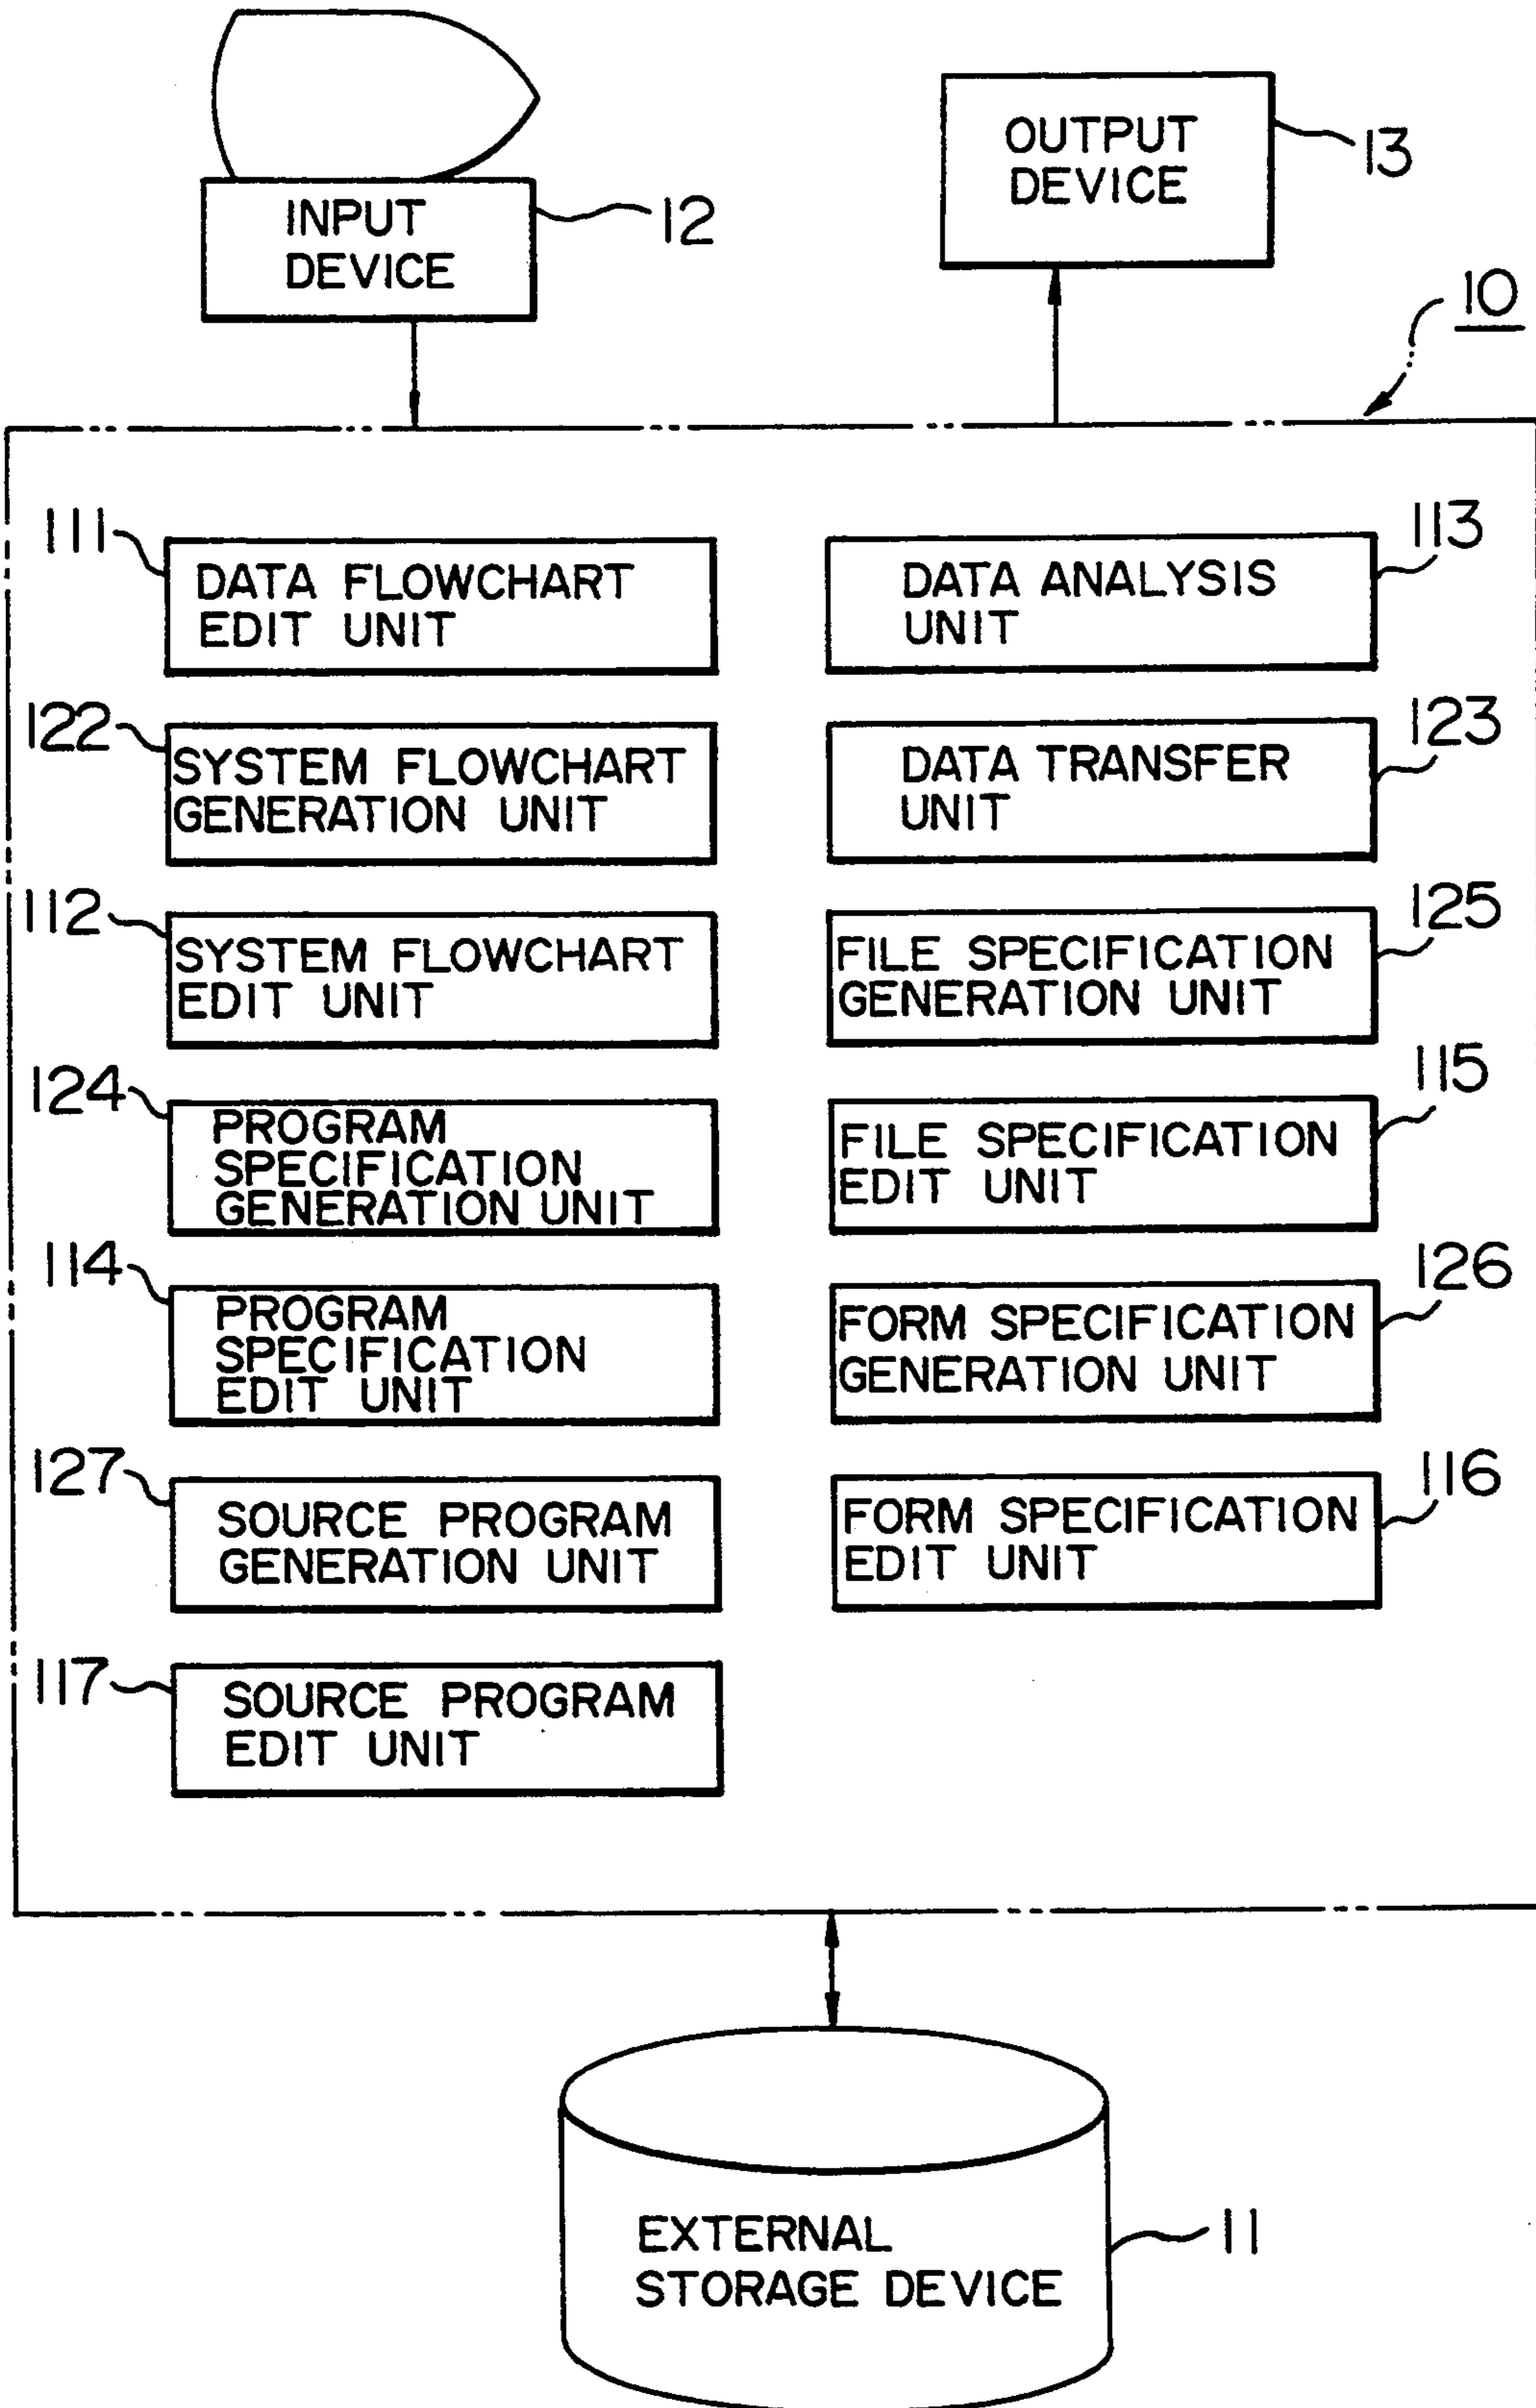 INPUT
DEVICE
12
OUTPUT
DEVICE
13
10
111
DATA FLOWCHART
EDIT UNIT
113
DATA ANALYSIS
UNIT
122
SYSTEM FLOWCHART
GENERATION UNIT
123
DATA TRANSFER
UNIT
112
SYSTEM FLOWCHART
EDIT UNIT
125
FILE SPECIFICATION
GENERATION UNIT
124
PROGRAM
SPECIFICATION
GENERATION UNIT
115
FILE SPECIFICATION
EDIT UNIT
114
PROGRAM
SPECIFICATION
EDIT UNIT
126
FORM SPECIFICATION
GENERATION UNIT
127
SOURCE PROGRAM
GENERATION UNIT
116
FORM SPECIFICATION
EDIT UNIT
117
SOURCE PROGRAM
EDIT UNIT
EXTERNAL
STORAGE DEVICE
11